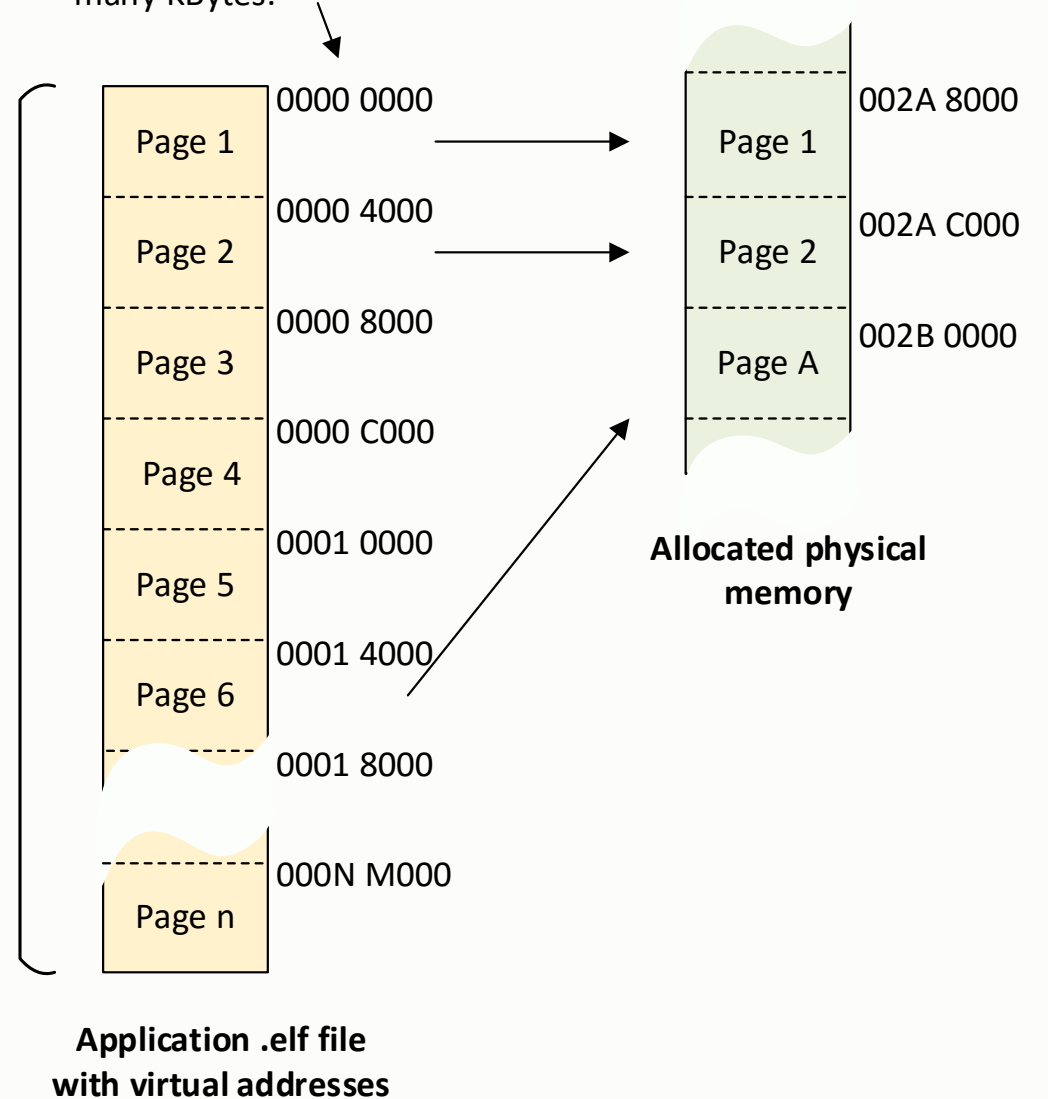 many KBytes.
0000 0000
Page 1
0000 4000
Page 2
0000 8000
Page 3
0000 C000
Page 4
0001 0000
Page 5
0001 4000
Page 6
0001 8000
000N M000
Page n
Application .elf file
with virtual addresses
002A 8000
Page 1
002A C000
Page 2
002B 0000
Page A
Allocated physical
memory